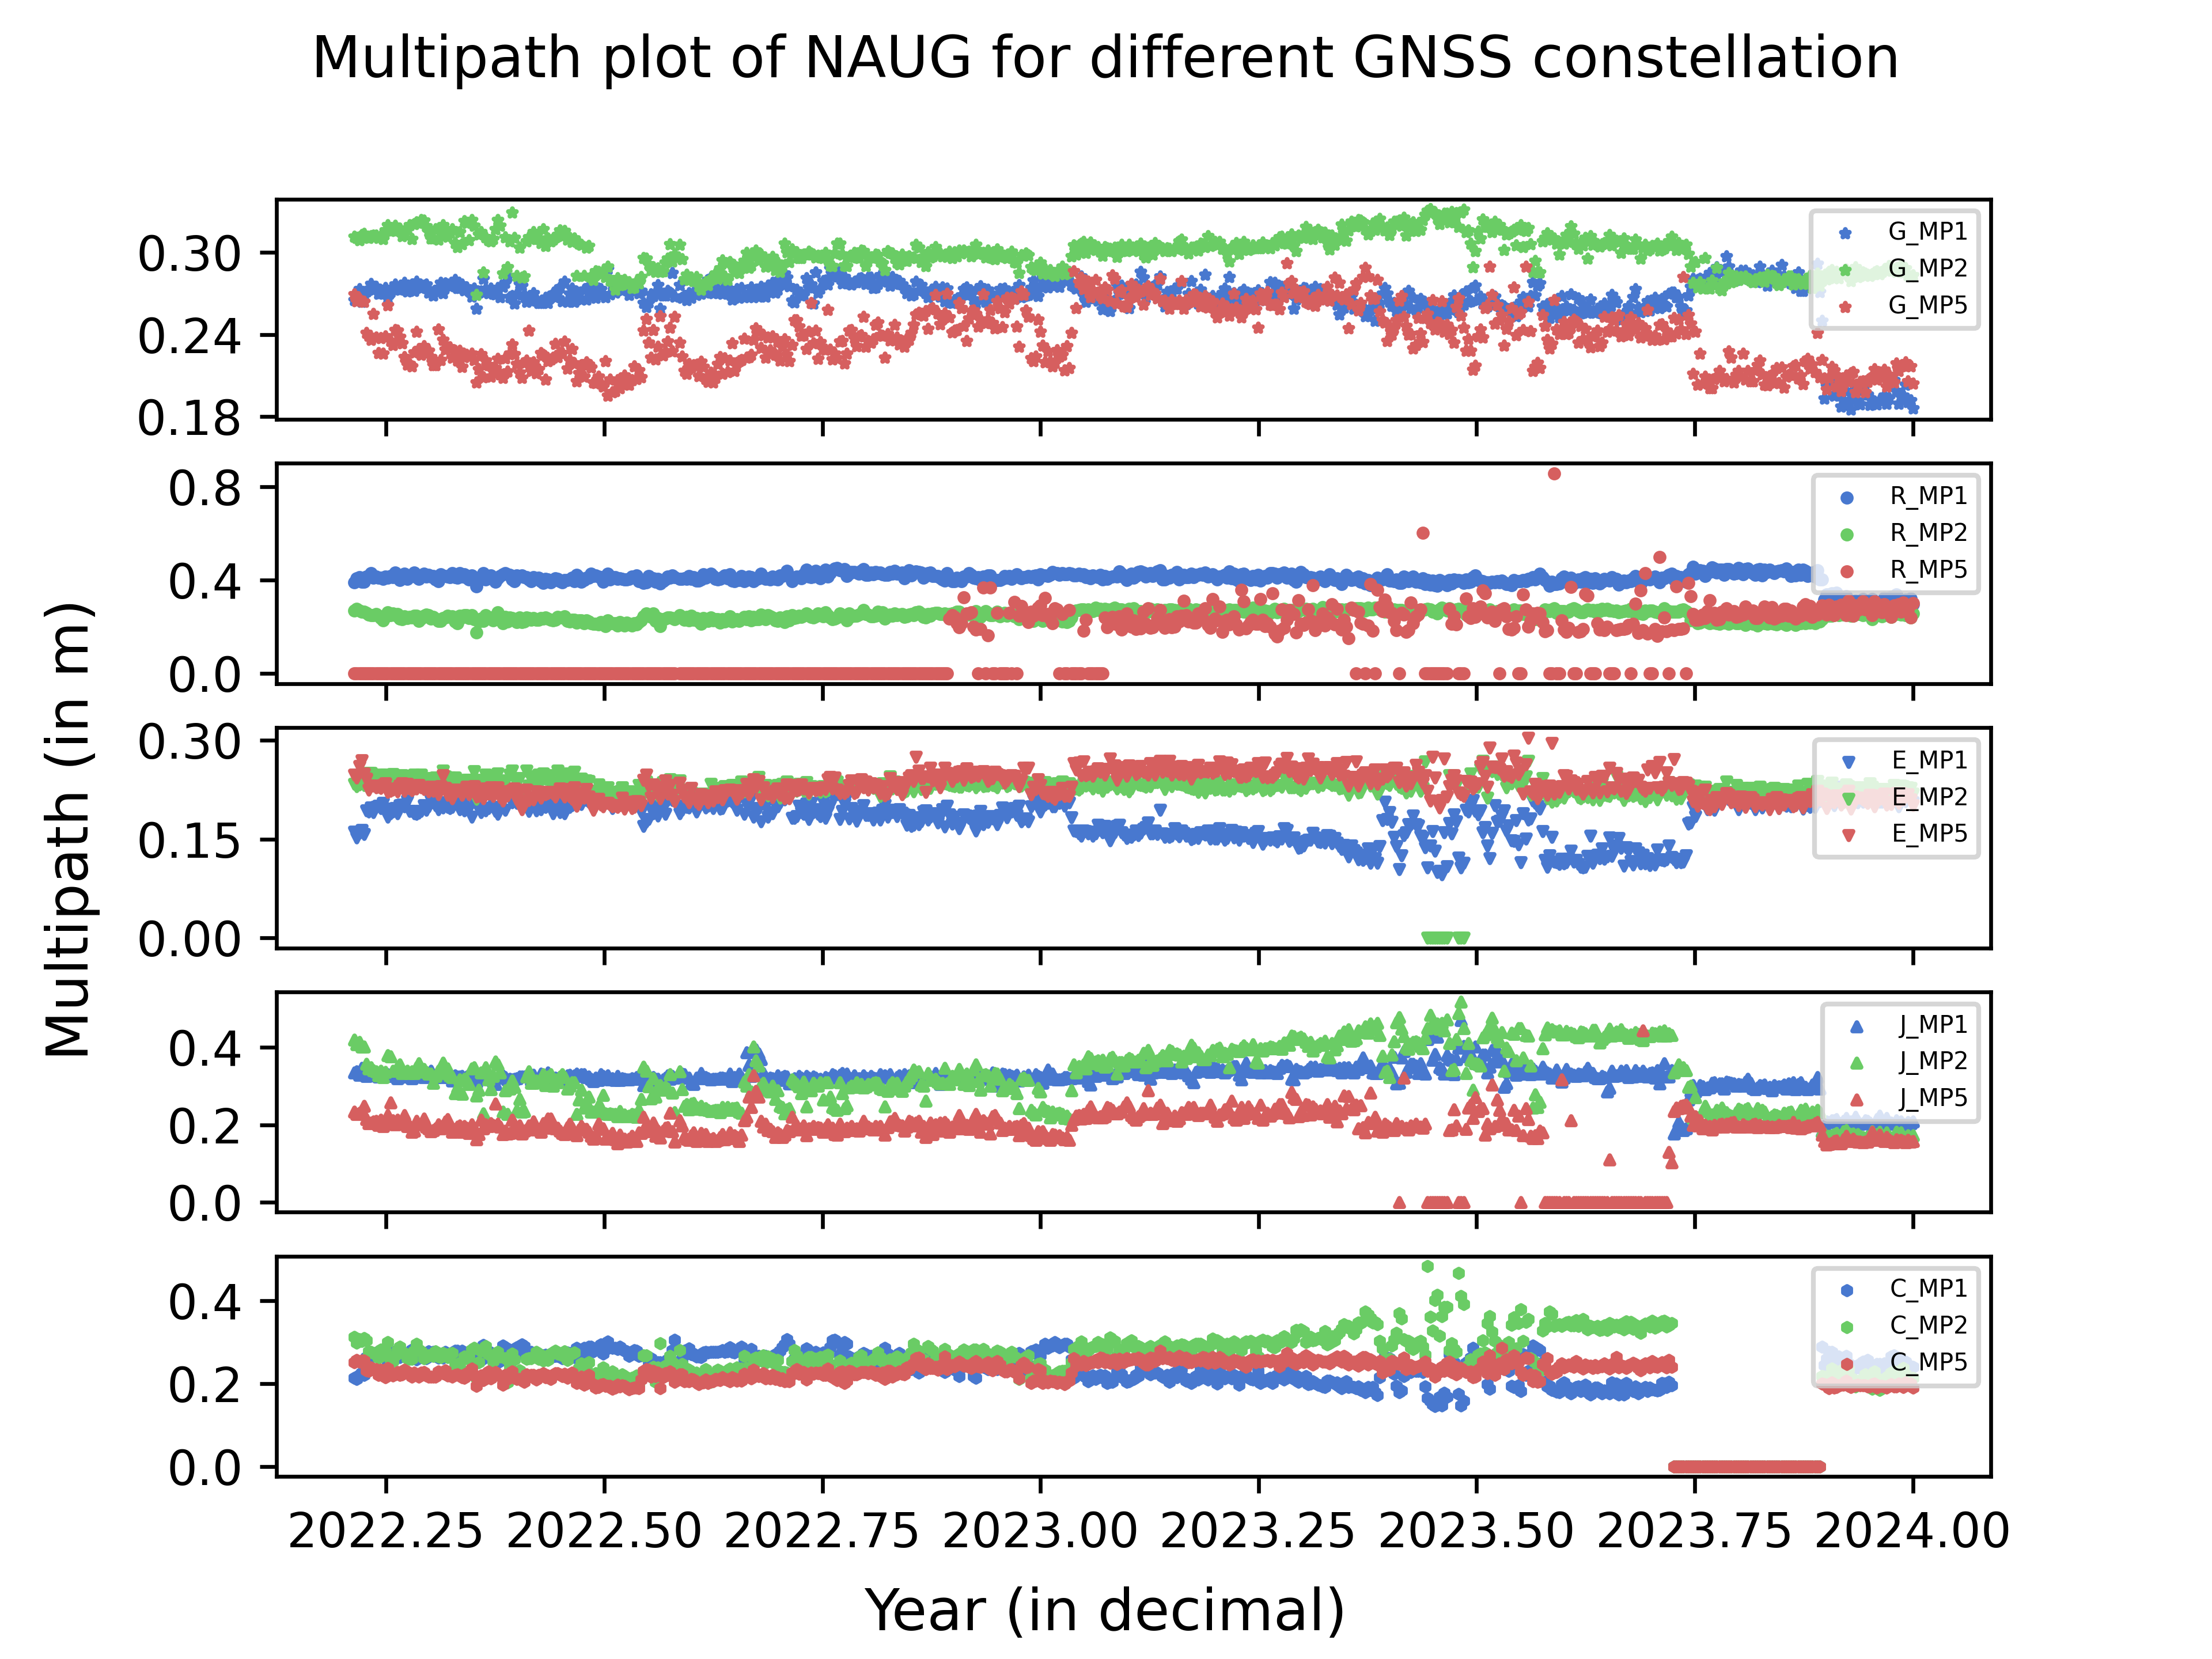 Multipath plot of NAUG for different GNSS constellation
Multipath (in m)
0.30
0.24
0.18
G_MP1
G_MP2
G_MP5
0.8
0.4
0.0
R_MP1
R_MP2
R_MP5
0.30
0.15
0.00
E_MP1
E_MP2
E_MP5
0.4
0.2
0.0
J_MP1
J_MP2
J_MP5
0.4
0.2
0.0
C_MP1
C_MP2
C_MP5
2022.25 2022.50 2022.75 2023.00 2023.25 2023.50 2023.75 2024.00
Year (in decimal)